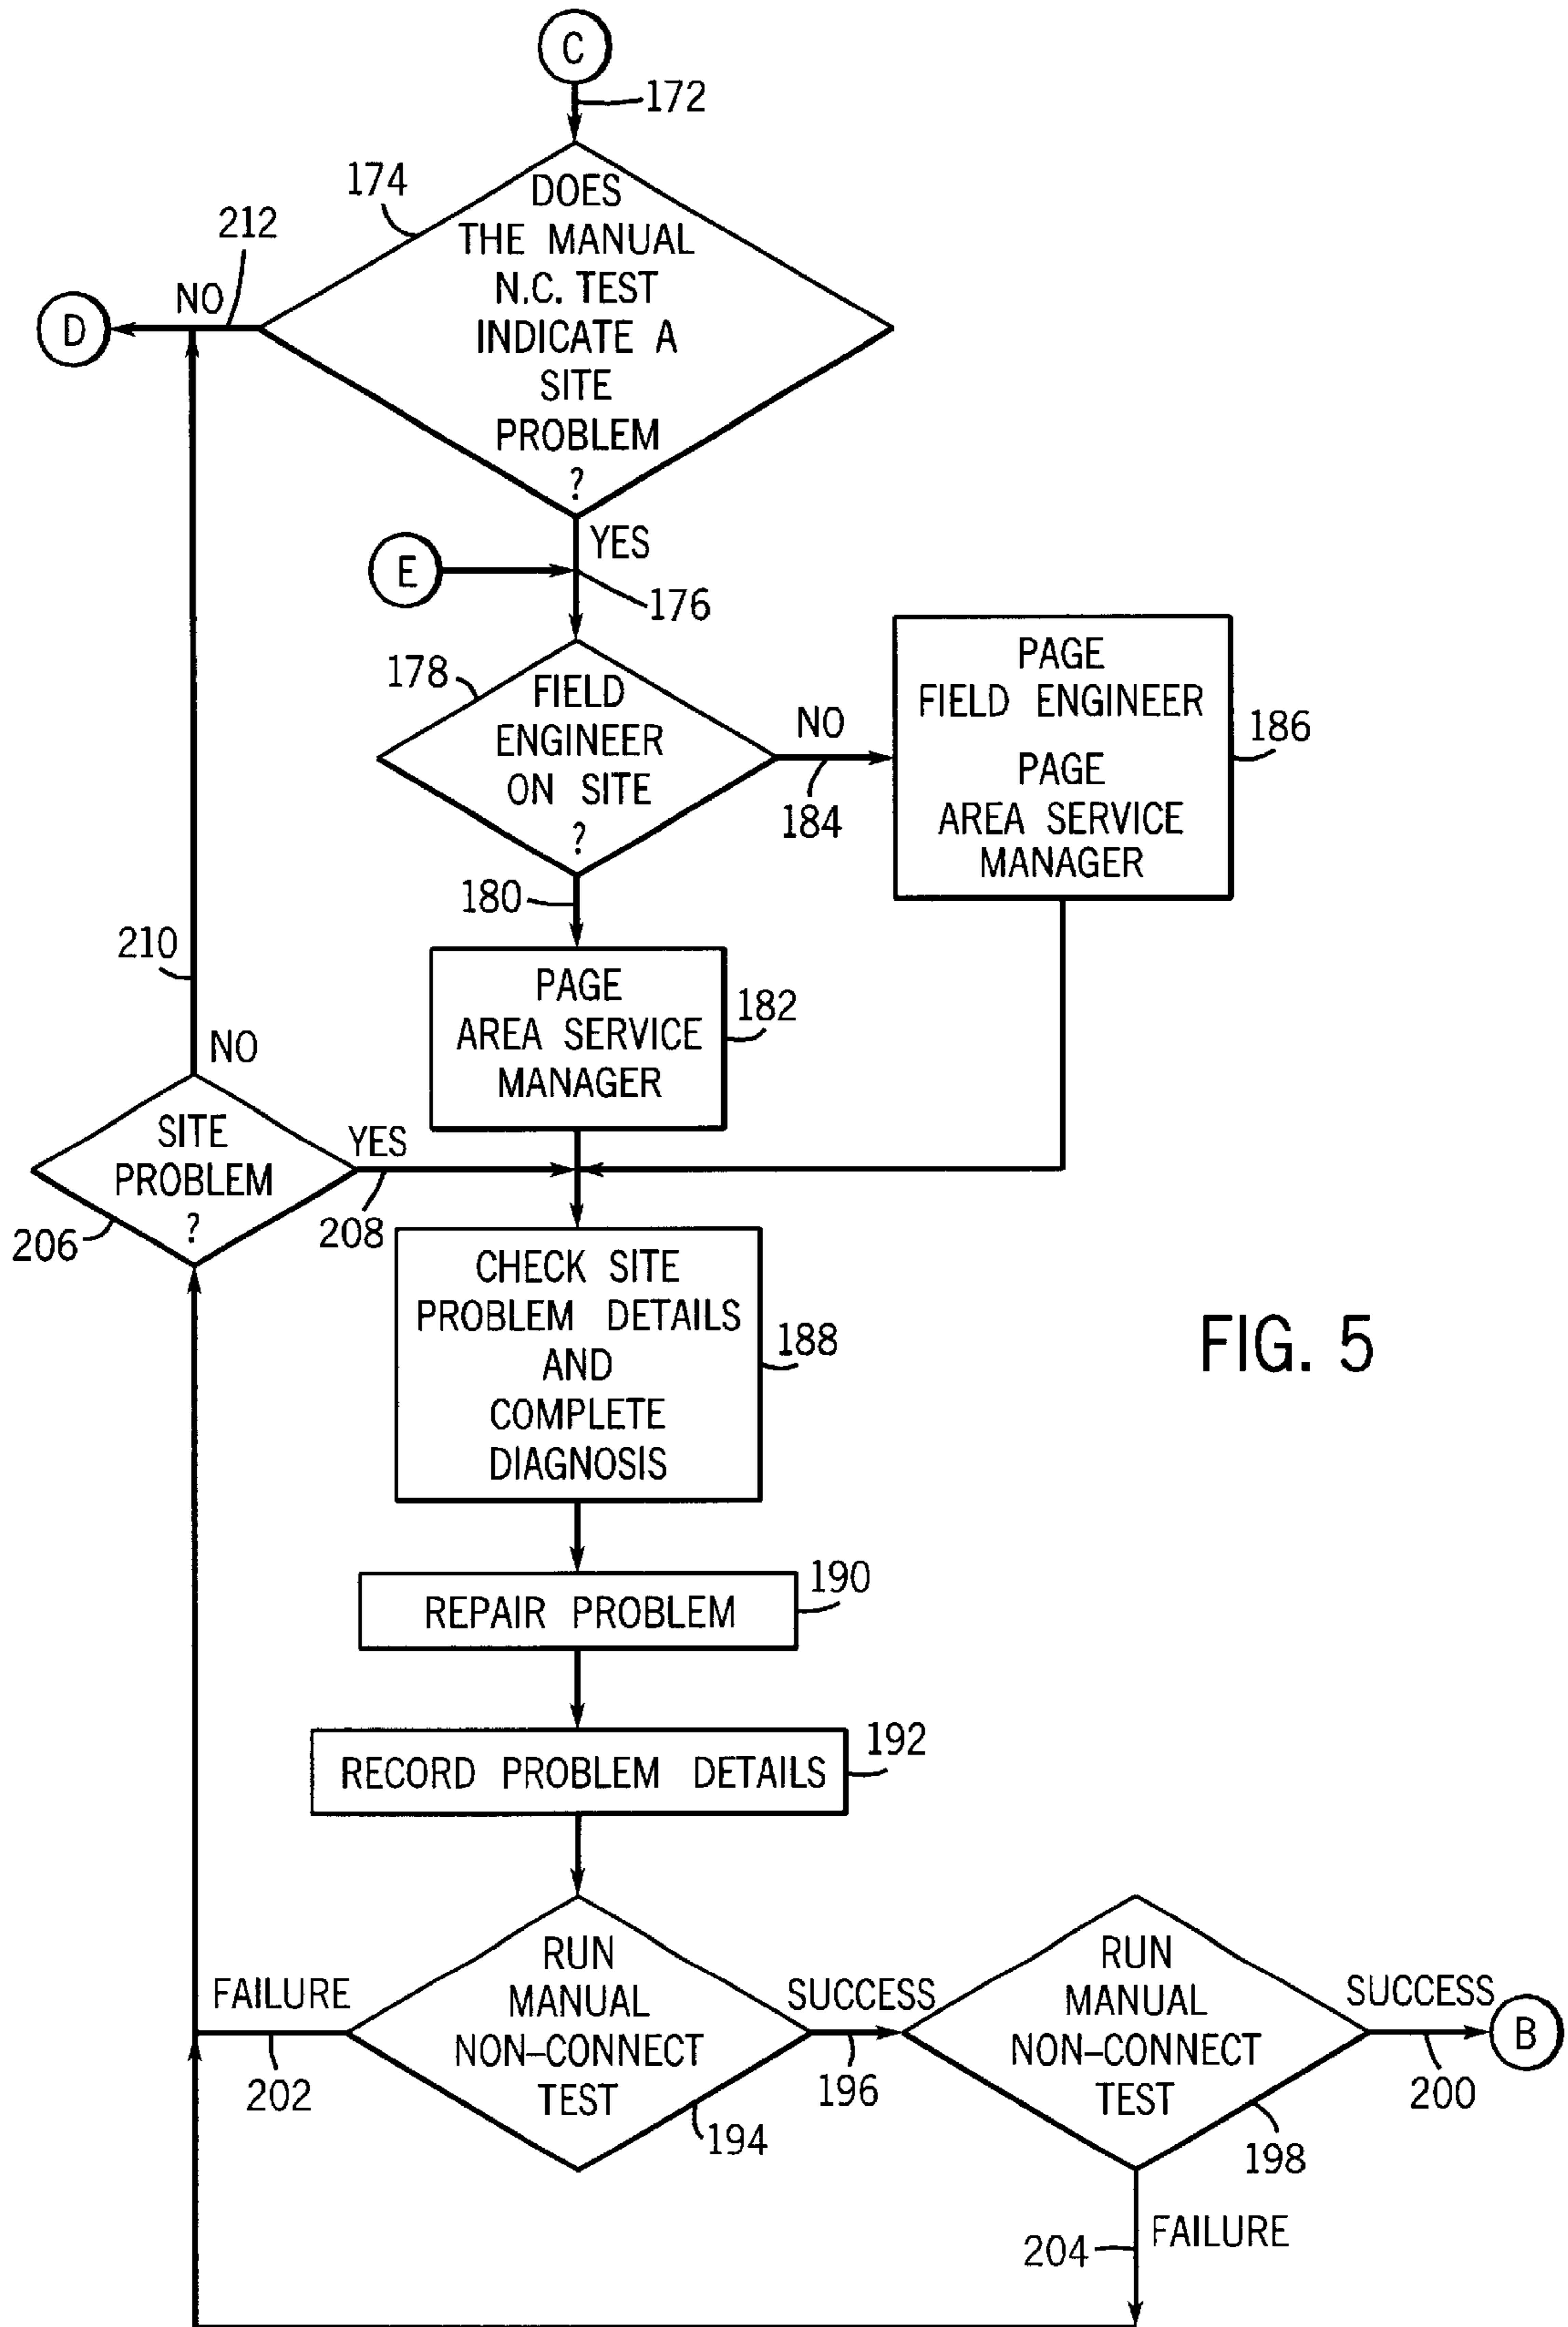 C
172
174
DOES
THE MANUAL
N.C. TEST
INDICATE A
SITE
PROBLEM
?
212
NO
D
YES
E
176
178
FIELD
ENGINEER
ON SITE
?
NO
184
PAGE
FIELD ENGINEER
PAGE
AREA SERVICE
MANAGER
186
180
PAGE
AREA SERVICE
MANAGER
182
210
NO
SITE
PROBLEM
?
206
YES
208
CHECK SITE
PROBLEM DETAILS
AND
COMPLETE
DIAGNOSIS
188
FIG. 5
REPAIR PROBLEM
190
RECORD PROBLEM DETAILS
192
RUN
MANUAL
NON-CONNECT
TEST
194
FAILURE
202
SUCCESS
196
RUN
MANUAL
NON-CONNECT
TEST
198
SUCCESS
200
B
204
FAILURE